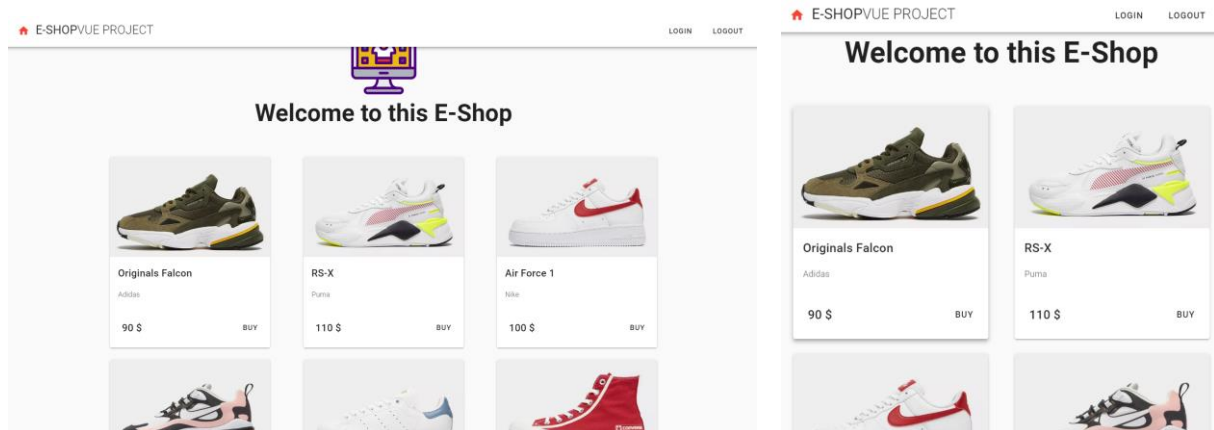 E-SHOPVUE PROJECT LOGIN LOGOUT
Welcome to this E-Shop
Originals Falcon RS-X Air Force 1
Adidas Puma Nike
90 $ BUY 110 $ BUY 100 $ BUY
E-SHOPVUE PROJECT LOGIN LOGOUT
Welcome to this E-Shop
Originals Falcon RS-X
Adidas Puma
90 $ BUY 110 $ BUY